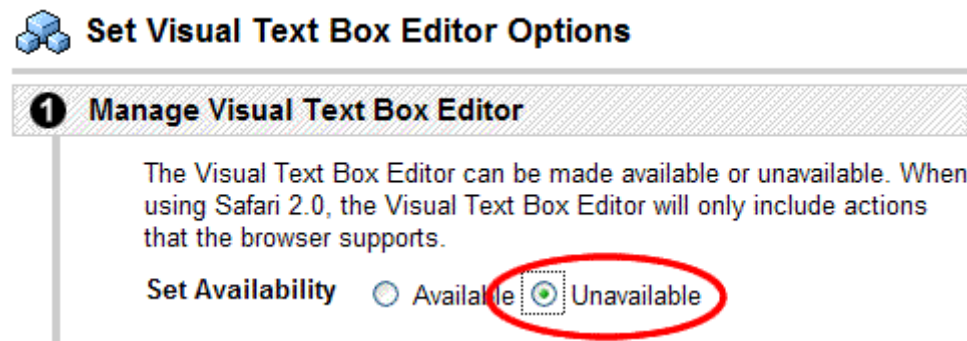 Set Visual Text Box Editor Options
1 Manage Visual Text Box Editor
The Visual Text Box Editor can be made available or unavailable. When
using Safari 2.0, the Visual Text Box Editor will only include actions
that the browser supports.
Set Availability Available Unavailable